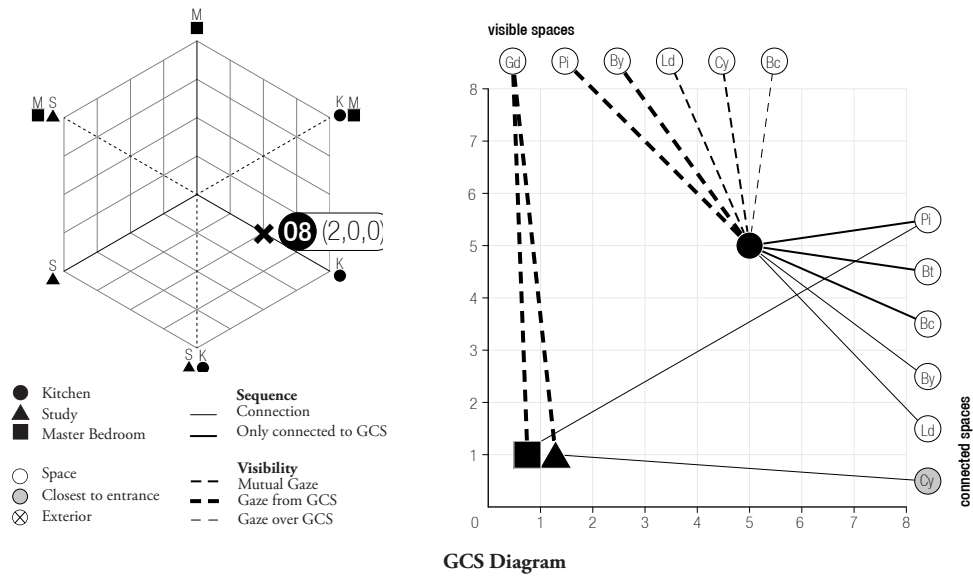 M
M S
K M
08 (2,0,0)
S
K
S K
Kitchen
Study
Master Bedroom
Space
Closest to entrance
Exterior
Sequence
Connection
Only connected to GCS
Visibility
Mutual Gaze
Gaze from GCS
Gaze over GCS
visible spaces
Gd Pi By Ld Cy Bc
8
7
6
5
4
3
2
1
0 1 2 3 4 5 6 7 8
Pi
Bt
Bc
By
Ld
Cy
connected spaces
GCS Diagram